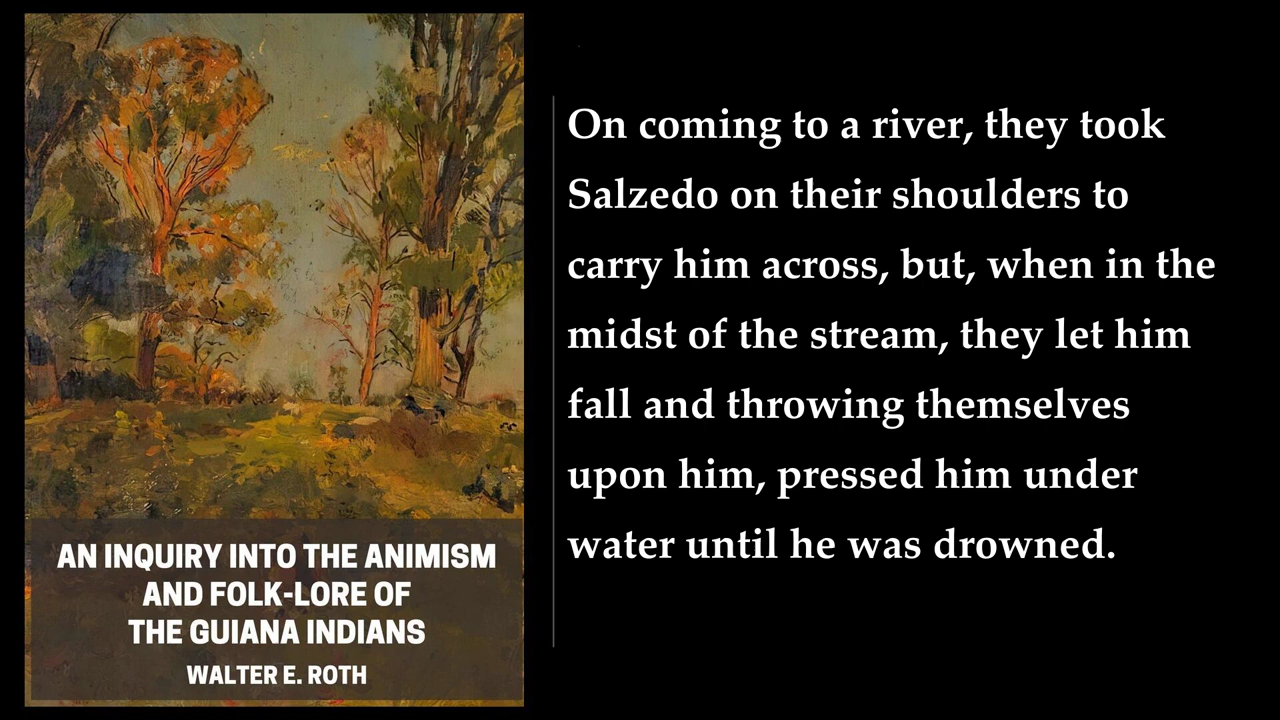 AN INQUIRY INTO THE ANIMISM
AND FOLK-LORE OF
THE GUIANA INDIANS
WALTER E. ROTH
On coming to a river, they took
Salzedo on their shoulders to
carry him across, but, when in the
midst of the stream, they let him
fall and throwing themselves
upon him, pressed him under
water until he was drowned.